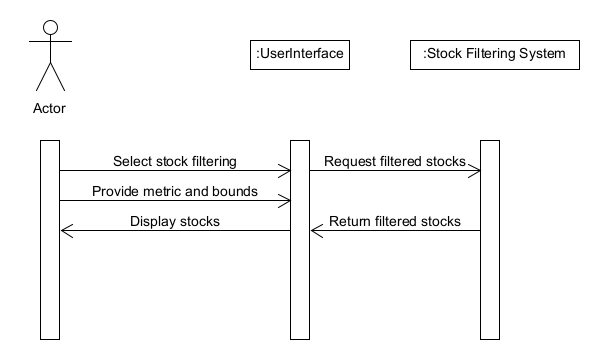 :UserInterface
:Stock Filtering System
Actor
Select stock filtering
Request filtered stocks
Provide metric and bounds
Display stocks
Return filtered stocks